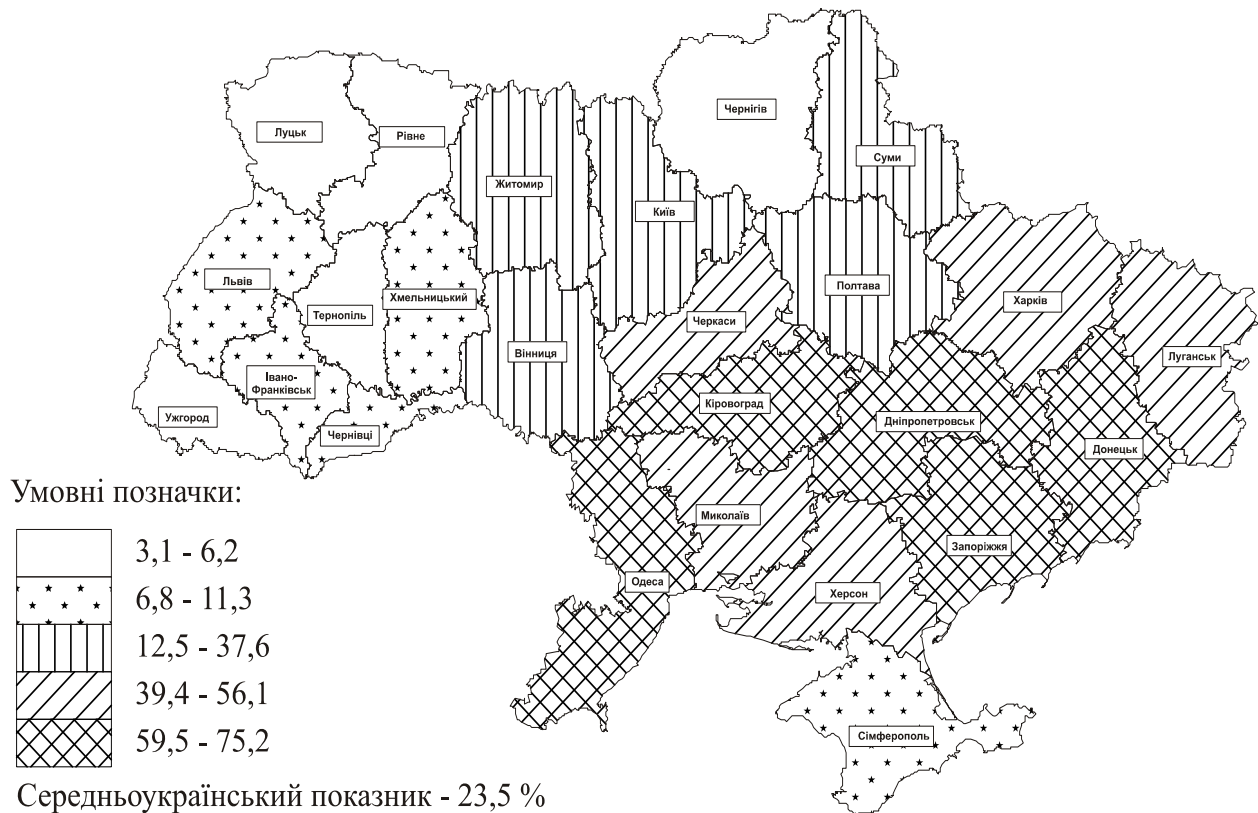 Чернігів
Луцьк
Рівне
Суми
Житомир
Київ
Львів
Хмельницький
Тернопіль
Полтава
Харків
Черкаси
Вінниця
Луганськ
Івано-
Франківськ
Ужгород
Чернівці
Кіровоград
Дніпропетровськ
Донецьк
Миколаїв
Запоріжжя
Одеса
Херсон
Сімферополь
Умовні позначки:
3,1 - 6,2
6,8 - 11,3
12,5 - 37,6
39,4 - 56,1
59,5 - 75,2
Середньоукраїнський показник - 23,5 %